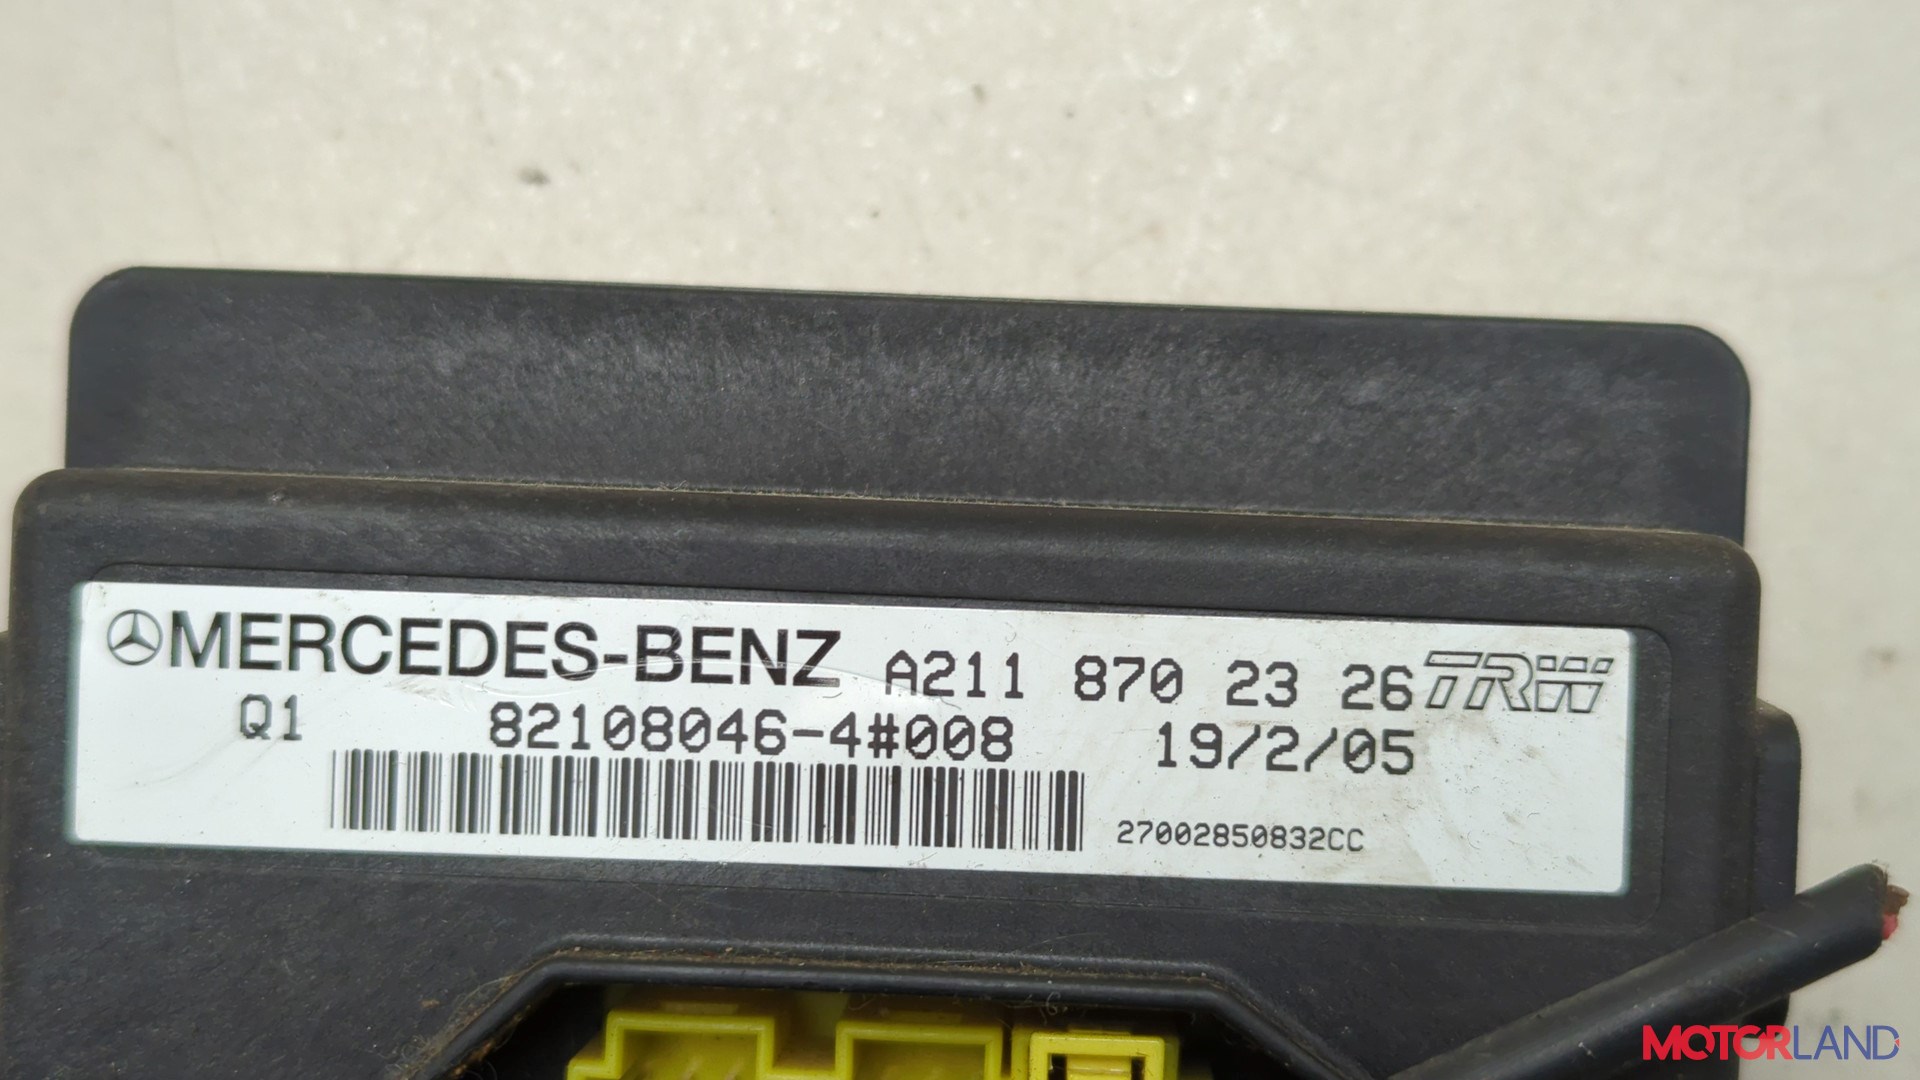 MERCEDES-BENZ A211 870 23 26 TRW
Q1 82108046-4#008 19/2/05
27002850832CC
MOTORLAND